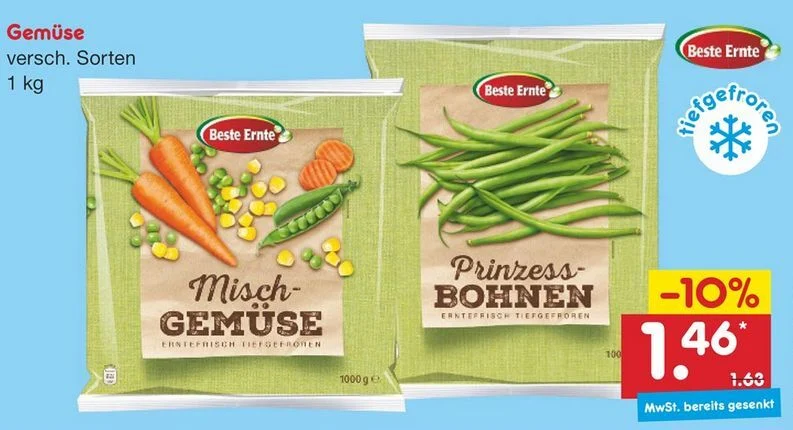 Gemüse
versch. Sorten
1 kg
Beste Ernte
tiefgefroren
Beste Ernte
Misch-
GEMÜSE
ERNTEFRISCH TIEFGEFROREN
1000 g e
Beste Ernte
Prinzess-
BOHNEN
ERNTEFRISCH TIEFGEFROREN
100
-10%
1.46*
1.63
MwSt. bereits gesenkt